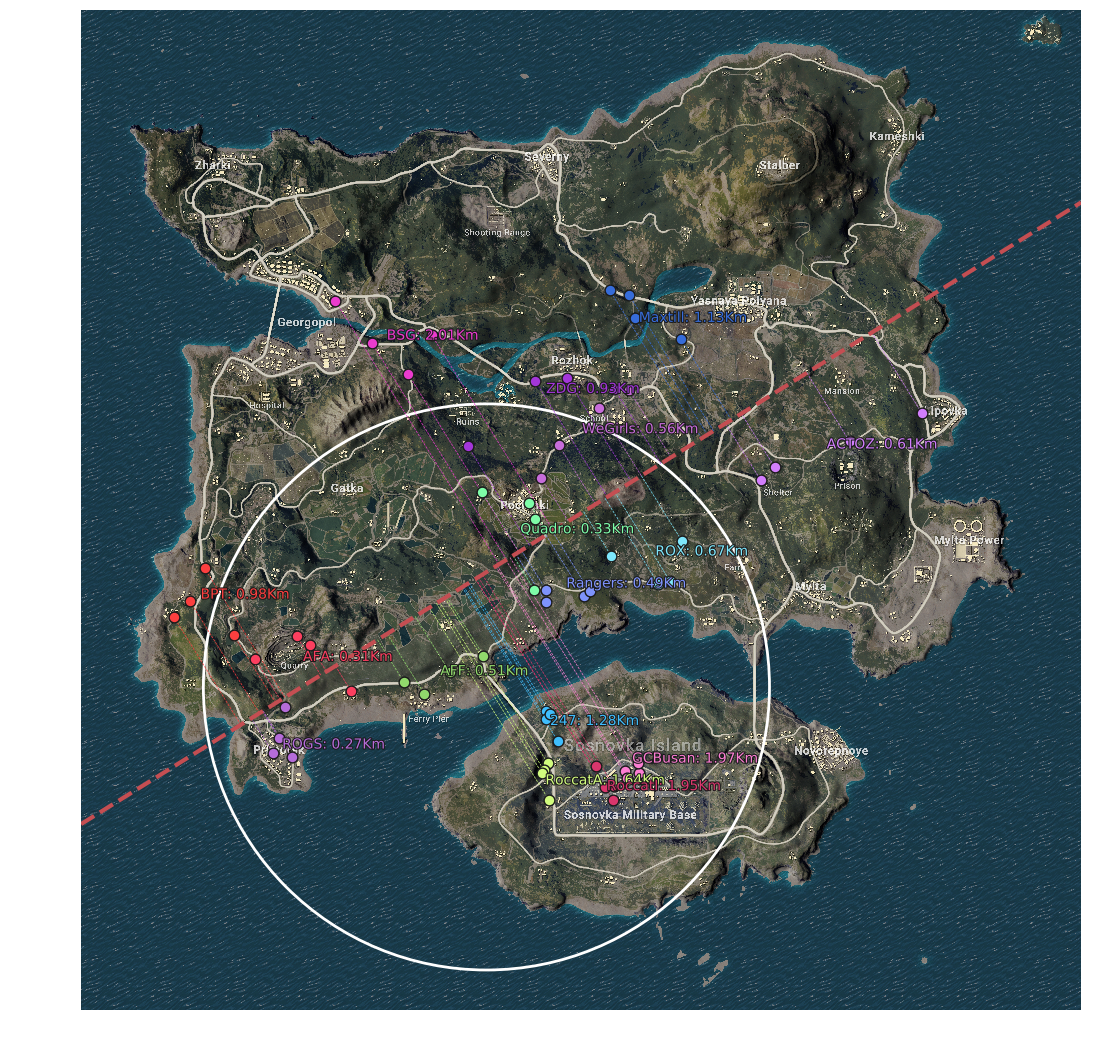 Kameshki
Zharki
Severny
Stalber
Shooting Range
Yasnaya Polyana
Maxtill: 1.13Km
Georgopol
BSG: 2.01Km
Rozhok
ZDG: 0.93Km
Mansion
Hospital
Lipovka
School
Ruins
WeGirls: 0.56Km
ACTOZ: 0.61Km
Gatka
Prison
Shelter
Pochinki
Quadro: 0.33Km
Mylta Power
ROX: 0.67Km
Farm
Rangers: 0.49Km
Mylta
BPT: 0.98Km
AFA: 0.31Km
Quarry
AFF: 0.51Km
Ferry Pier
247: 1.28Km
ROGS: 0.27Km
Sosnovka Island
Novorepnoye
GCBusan: 1.97Km
RoccatA: 1.64Km
RoccatI: 1.95Km
Sosnovka Military Base